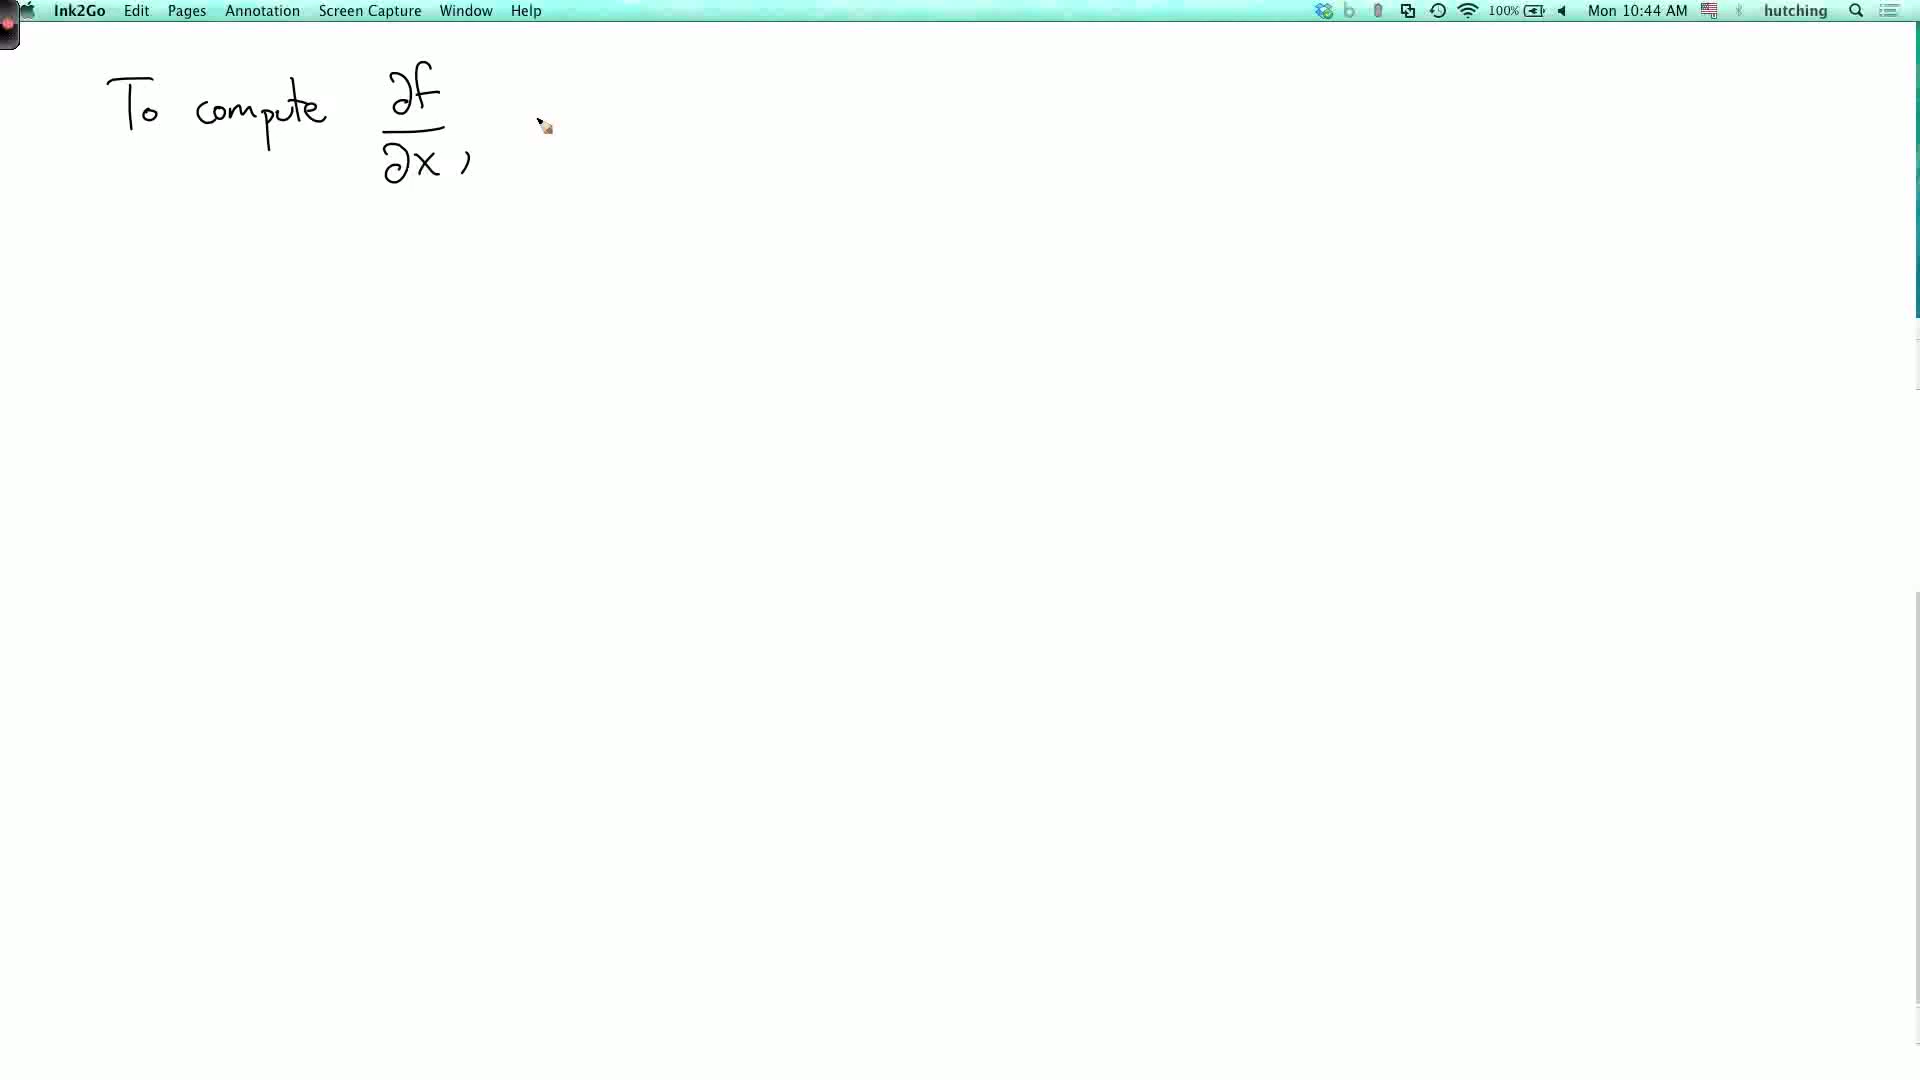 Ink2Go Edit Pages Annotation Screen Capture Window Help 100% Mon 10:44 AM hutching
To compute ∂f/∂x,